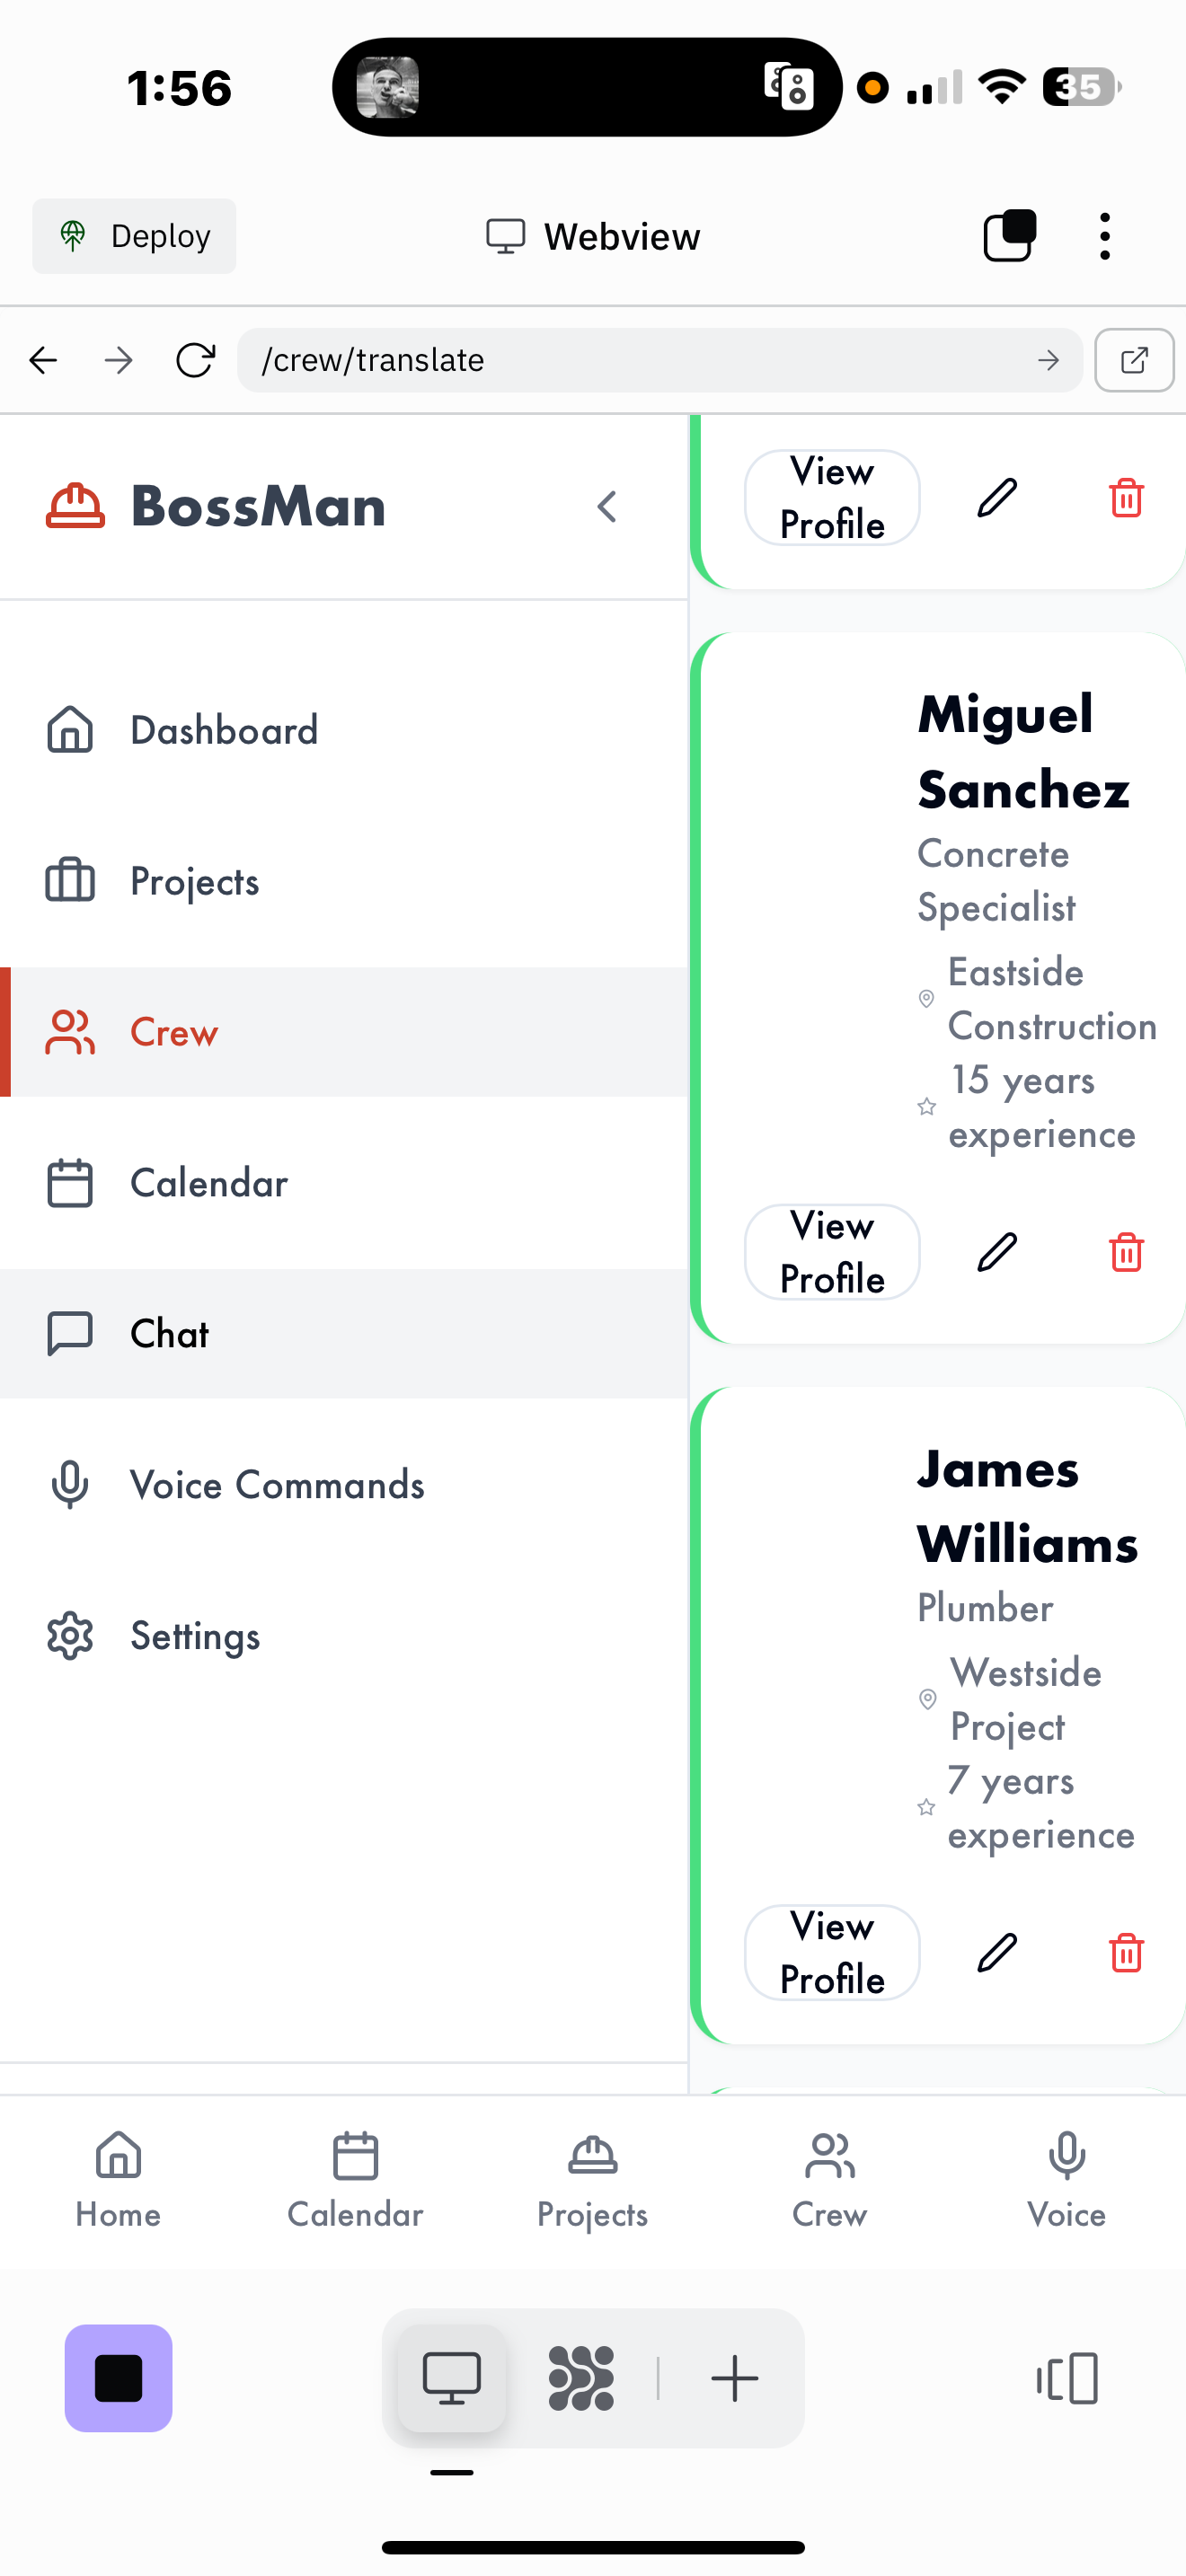 1:56
35
Deploy
Webview
/crew/translate
BossMan
Dashboard
Projects
Crew
Calendar
Chat
Voice Commands
Settings
View
Profile
Miguel
Sanchez
Concrete
Specialist
Eastside
Construction
15 years
experience
View
Profile
James
Williams
Plumber
Westside
Project
7 years
experience
View
Profile
Home
Calendar
Projects
Crew
Voice